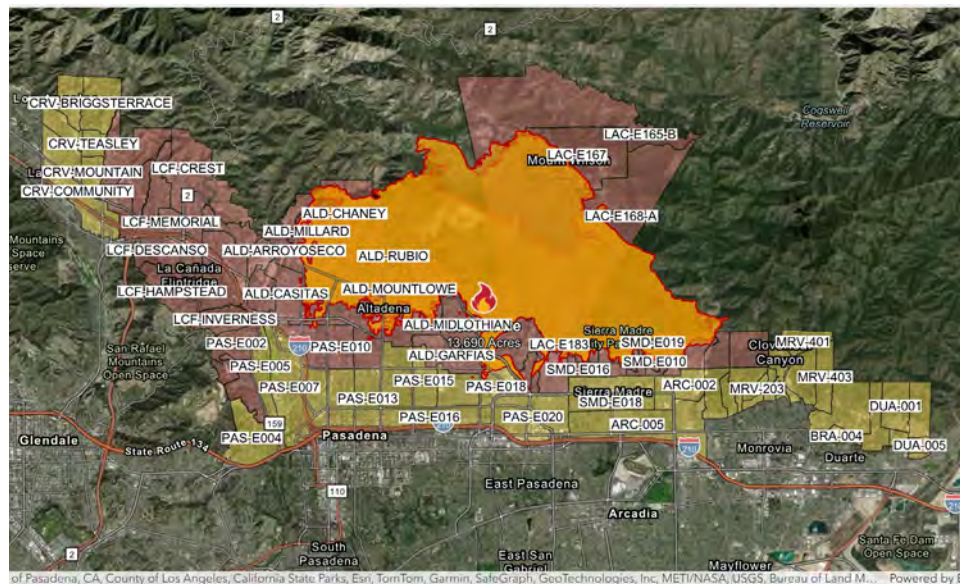 2
2
CRV-BRIGGSTERRACE
Cogswell
Reservoir
LAC-E165-B
CRV-TEASLEY
LAC-E167
Mount Wilson
LCF-CREST
CRV-MOUNTAIN
CRV-COMMUNITY
2
ALD-CHANEY
LAC-E168-A
LCF-MEMORIAL
ALD-MILLARD
Mountains
Space
LCF-DESCANSO
ALD-ARROYOSECO
ALD-RUBIO
La Cañada
Flintridge
LCF-HAMPSTEAD
ALD-CASITAS
ALD-MOUNTLOWE
Altadena
LCF-INVERNESS
ALD-MIDLOTHIAN
13,690 Acres
Sierra Madre
PAS-E002
210
PAS-E010
LAC-E183
SMD-E019
MRV-401
San Rafael
Mountains
Open Space
ALD-GARFIAS
SMD-E010
Canyon
PAS-E005
SMD-E016
MRV-403
PAS-E007
PAS-E015
PAS-E018
Sierra Madre
ARC-002
MRV-203
PAS-E013
SMD-E018
DUA-001
159
PAS-E016
PAS-E020
ARC-005
PAS-E004
Glendale
State Route 134
Pasadena
210
Monrovia
BRA-004
Duarte
DUA-005
East Pasadena
110
Arcadia
210
South
Pasadena
Santa Fe Dam
Open Space
2
East San
Gabriel
Mayflower
of Pasadena, CA, County of Los Angeles, California State Parks, Esri, TomTom, Garmin, SafeGraph, GeoTechnologies, Inc, METI/NASA, USGS, Bureau of Land M... Powered by